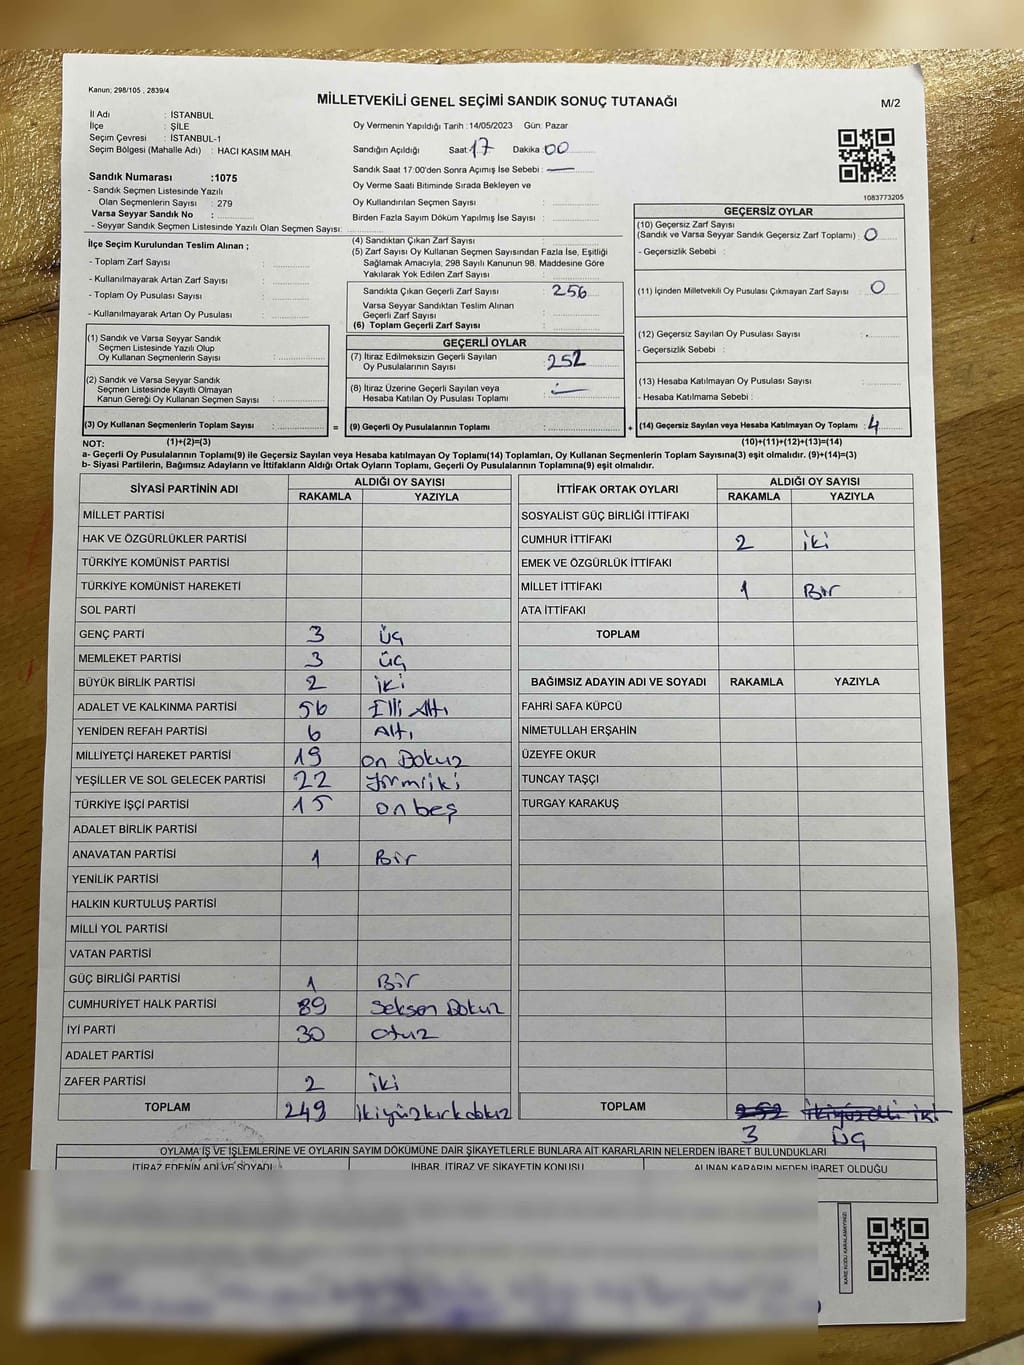 Kanun; 298/105 , 2839/4
MİLLETVEKİLİ GENEL SEÇİMİ SANDIK SONUÇ TUTANAĞI
M/2
İl Adı : İSTANBUL
İlçe : ŞİLE
Seçim Çevresi : İSTANBUL-1
Seçim Bölgesi (Mahalle Adı) : HACI KASIM MAH.
Oy Vermenin Yapıldığı Tarih :14/05/2023 Gün: Pazar
Sandığın Açıldığı Saat: 17 Dakika: 00
Sandık Saat 17:00'den Sonra Açımış İse Sebebi : —
Oy Verme Saati Bitiminde Sırada Bekleyen ve
Oy Kullandırılan Seçmen Sayısı :
Birden Fazla Sayım Döküm Yapılmış İse Sayısı :
1083773205
Sandık Numarası :1075
- Sandık Seçmen Listesinde Yazılı
Olan Seçmenlerin Sayısı : 279
Varsa Seyyar Sandık No :
- Seyyar Sandık Seçmen Listesinde Yazılı Olan Seçmen Sayısı:
İlçe Seçim Kurulundan Teslim Alınan ;
- Toplam Zarf Sayısı :
- Kullanılmayarak Artan Zarf Sayısı :
- Toplam Oy Pusulası Sayısı :
- Kullanılmayarak Artan Oy Pusulası :
(1) Sandık ve Varsa Seyyar Sandık
Seçmen Listesinde Yazılı Olup
Oy Kullanan Seçmenlerin Sayısı :
(2) Sandık ve Varsa Seyyar Sandık
Seçmen Listesinde Kayıtlı Olmayan
Kanun Gereği Oy Kullanan Seçmen Sayısı :
(3) Oy Kullanan Seçmenlerin Toplam Sayısı :
(4) Sandıktan Çıkan Zarf Sayısı :
(5) Zarf Sayısı Oy Kullanan Seçmen Sayısından Fazla İse, Eşitliği
Sağlamak Amacıyla; 298 Sayılı Kanunun 98. Maddesine Göre
Yakılarak Yok Edilen Zarf Sayısı :
Sandıkta Çıkan Geçerli Zarf Sayısı : 256
Varsa Seyyar Sandıktan Teslim Alınan
Geçerli Zarf Sayısı :
(6) Toplam Geçerli Zarf Sayısı :
GEÇERLİ OYLAR
(7) İtiraz Edilmeksizin Geçerli Sayılan
Oy Pusulalarının Sayısı : 252
(8) İtiraz Üzerine Geçerli Sayılan veya
Hesaba Katılan Oy Pusulası Toplamı : —
= (9) Geçerli Oy Pusulalarının Toplamı :
GEÇERSİZ OYLAR
(10) Geçersiz Zarf Sayısı
(Sandık ve Varsa Seyyar Sandık Geçersiz Zarf Toplamı) : 0
- Geçersizlik Sebebi :
(11) İçinden Milletvekili Oy Pusulası Çıkmayan Zarf Sayısı : 0
(12) Geçersiz Sayılan Oy Pusulası Sayısı :
- Geçersizlik Sebebi :
(13) Hesaba Katılmayan Oy Pusulası Sayısı :
- Hesaba Katılmama Sebebi :
+ (14) Geçersiz Sayılan veya Hesaba Katılmayan Oy Toplamı : 4
NOT: (1)+(2)=(3) (10)+(11)+(12)+(13)=(14)
a- Geçerli Oy Pusulalarının Toplamı(9) ile Geçersiz Sayılan veya Hesaba katılmayan Oy Toplamı(14) Toplamları, Oy Kullanan Seçmenlerin Toplam Sayısına(3) eşit olmalıdır. (9)+(14)=(3)
b- Siyasi Partilerin, Bağımsız Adayların ve İttifakların Aldığı Ortak Oyların Toplamı, Geçerli Oy Pusulalarının Toplamına(9) eşit olmalıdır.
SİYASİ PARTİNİN ADI ALDIĞI OY SAYISI
RAKAMLA YAZIYLA
MİLLET PARTİSİ
HAK VE ÖZGÜRLÜKLER PARTİSİ
TÜRKİYE KOMÜNİST PARTİSİ
TÜRKİYE KOMÜNİST HAREKETİ
SOL PARTİ
GENÇ PARTİ 3 üç
MEMLEKET PARTİSİ 3 üç
BÜYÜK BİRLİK PARTİSİ 2 iki
ADALET VE KALKINMA PARTİSİ 56 Elli Altı
YENİDEN REFAH PARTİSİ 6 Altı
MİLLİYETÇİ HAREKET PARTİSİ 19 on Dokuz
YEŞİLLER VE SOL GELECEK PARTİSİ 22 Yirmiiki
TÜRKİYE İŞÇİ PARTİSİ 15 onbeş
ADALET BİRLİK PARTİSİ
ANAVATAN PARTİSİ 1 Bir
YENİLİK PARTİSİ
HALKIN KURTULUŞ PARTİSİ
MİLLİ YOL PARTİSİ
VATAN PARTİSİ
GÜÇ BİRLİĞİ PARTİSİ 1 Bir
CUMHURİYET HALK PARTİSİ 89 Seksen Dokuz
İYİ PARTİ 30 otuz
ADALET PARTİSİ
ZAFER PARTİSİ 2 iki
TOPLAM 249 ikiyüzkırkdokuz
İTTİFAK ORTAK OYLARI ALDIĞI OY SAYISI
RAKAMLA YAZIYLA
SOSYALİST GÜÇ BİRLİĞİ İTTİFAKI
CUMHUR İTTİFAKI 2 iki
EMEK VE ÖZGÜRLÜK İTTİFAKI
MİLLET İTTİFAKI 1 Bir
ATA İTTİFAKI
TOPLAM
BAĞIMSIZ ADAYIN ADI VE SOYADI RAKAMLA YAZIYLA
FAHRİ SAFA KÜPCÜ
NİMETULLAH ERŞAHİN
ÜZEYFE OKUR
TUNCAY TAŞÇI
TURGAY KARAKUŞ
TOPLAM 252 ikiyüzelli iki
3 üç
OYLAMA İŞ VE İŞLEMLERİNE VE OYLARIN SAYIM DÖKÜMÜNE DAİR ŞİKAYETLERLE BUNLARA AİT KARARLARIN NELERDEN İBARET BULUNDUKLARI
İTİRAZ EDENİN ADI VE SOYADI İHBAR, İTİRAZ VE ŞİKAYETİN KONUSU ALINAN KARARIN NEDEN İBARET OLDUĞU
KARE KODU KARALAMAYINIZ!